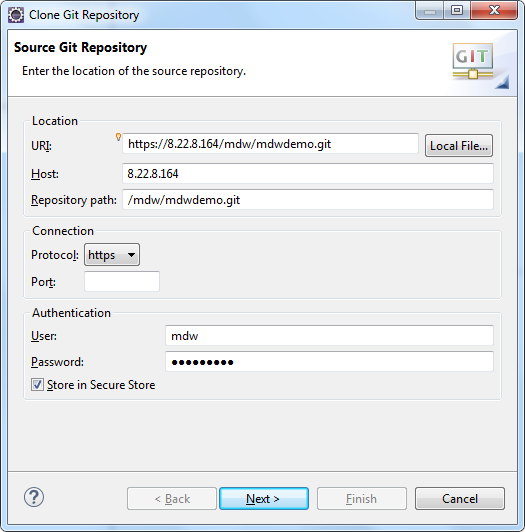 Clone Git Repository
Source Git Repository
Enter the location of the source repository.
GIT
Location
URI: https://8.22.8.164/mdw/mdwdemo.git Local File...
Host: 8.22.8.164
Repository path: /mdw/mdwdemo.git
Connection
Protocol: https
Port:
Authentication
User: mdw
Password: ●●●●●●●●●
Store in Secure Store
? < Back Next > Finish Cancel